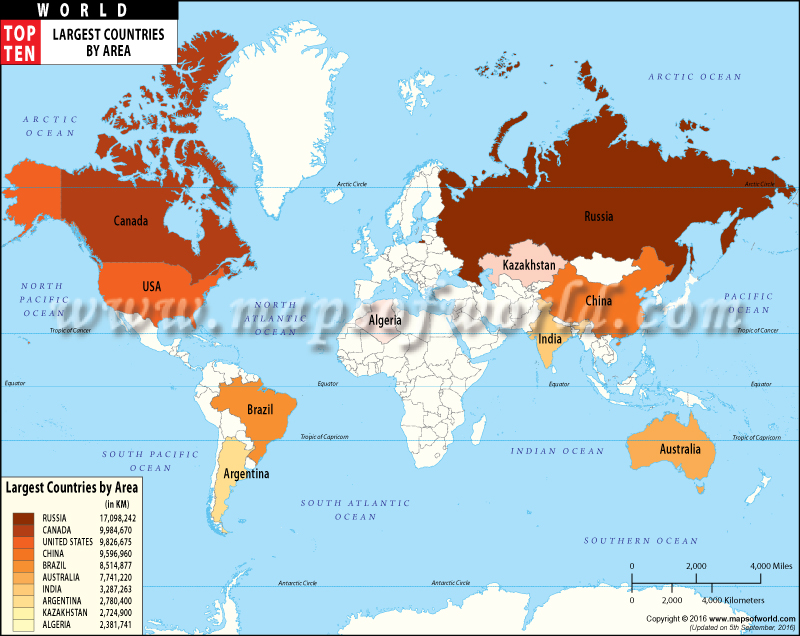 WORLD
TOP
TEN
LARGEST COUNTRIES
BY AREA
ARCTIC OCEAN
ARCTIC
OCEAN
Arctic Circle
Arctic Circle
Canada
Russia
Kazakhstan
USA
China
NORTH
PACIFIC
OCEAN
NORTH
ATLANTIC
OCEAN
PACIFIC
OCEAN
www.mapsofworld.com
Algeria
India
Tropic of Cancer
Tropic of Cancer
Equator
Equator
Equator
Equator
Brazil
Tropic of Capricorn
Tropic of Capricorn
Australia
SOUTH PACIFIC
OCEAN
INDIAN OCEAN
Argentina
SOUTH ATLANTIC
OCEAN
SOUTHERN OCEAN
Antarctic Circle
Antarctic Circle
Largest Countries by Area
(in KM)
RUSSIA 17,098,242
CANADA 9,984,670
UNITED STATES 9,826,675
CHINA 9,596,960
BRAZIL 8,514,877
AUSTRALIA 7,741,220
INDIA 3,287,263
ARGENTINA 2,780,400
KAZAKHSTAN 2,724,900
ALGERIA 2,381,741
0 2,000 4,000 Miles
0 2,000 4,000 Kilometers
Copyright © 2016 www.mapsofworld.com
(Updated on 5th September, 2016)